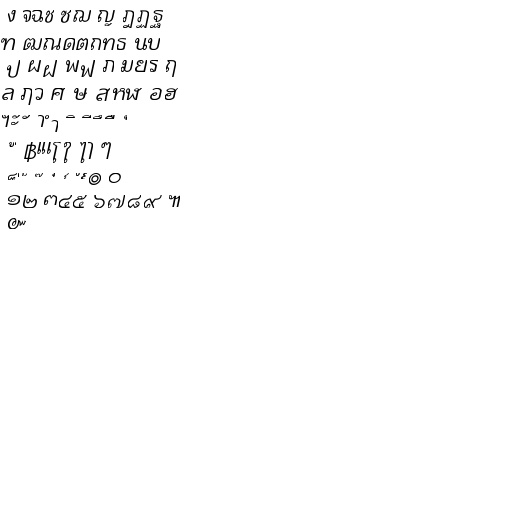 ง จฉช ซฌ ญ ฎฏฐ
ฑ ฒณดตถทธ นบ
ป ผฝ พฟ ภ มยร ฤ
ล ฦว ศ ษ สหฬ อฮ
ฯะั าำ ิ ีึื ุ
ู ฿เแโใ ไๅ ๆ
็่้ ๊๋ ์ํ๎๏ ๐
๑๒ ๓๔๕ ๖๗๘๙ ๚
๛